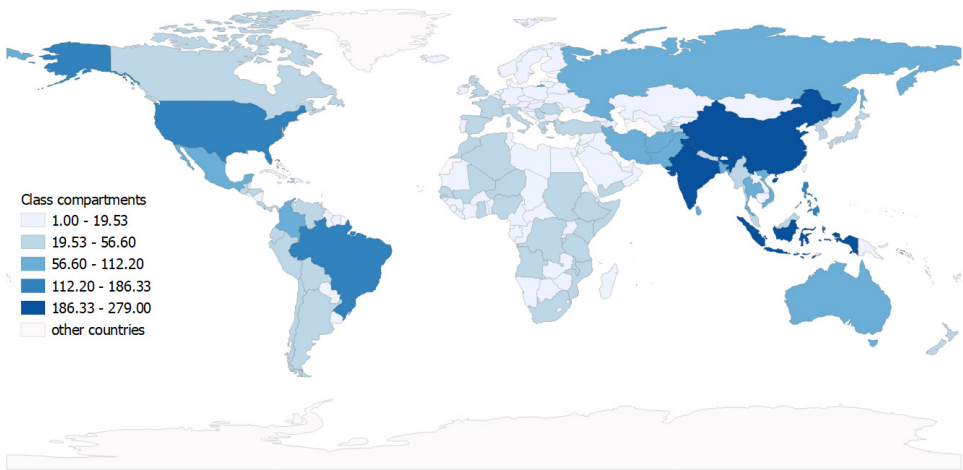 Class compartments
1.00 - 19.53
19.53 - 56.60
56.60 - 112.20
112.20 - 186.33
186.33 - 279.00
other countries